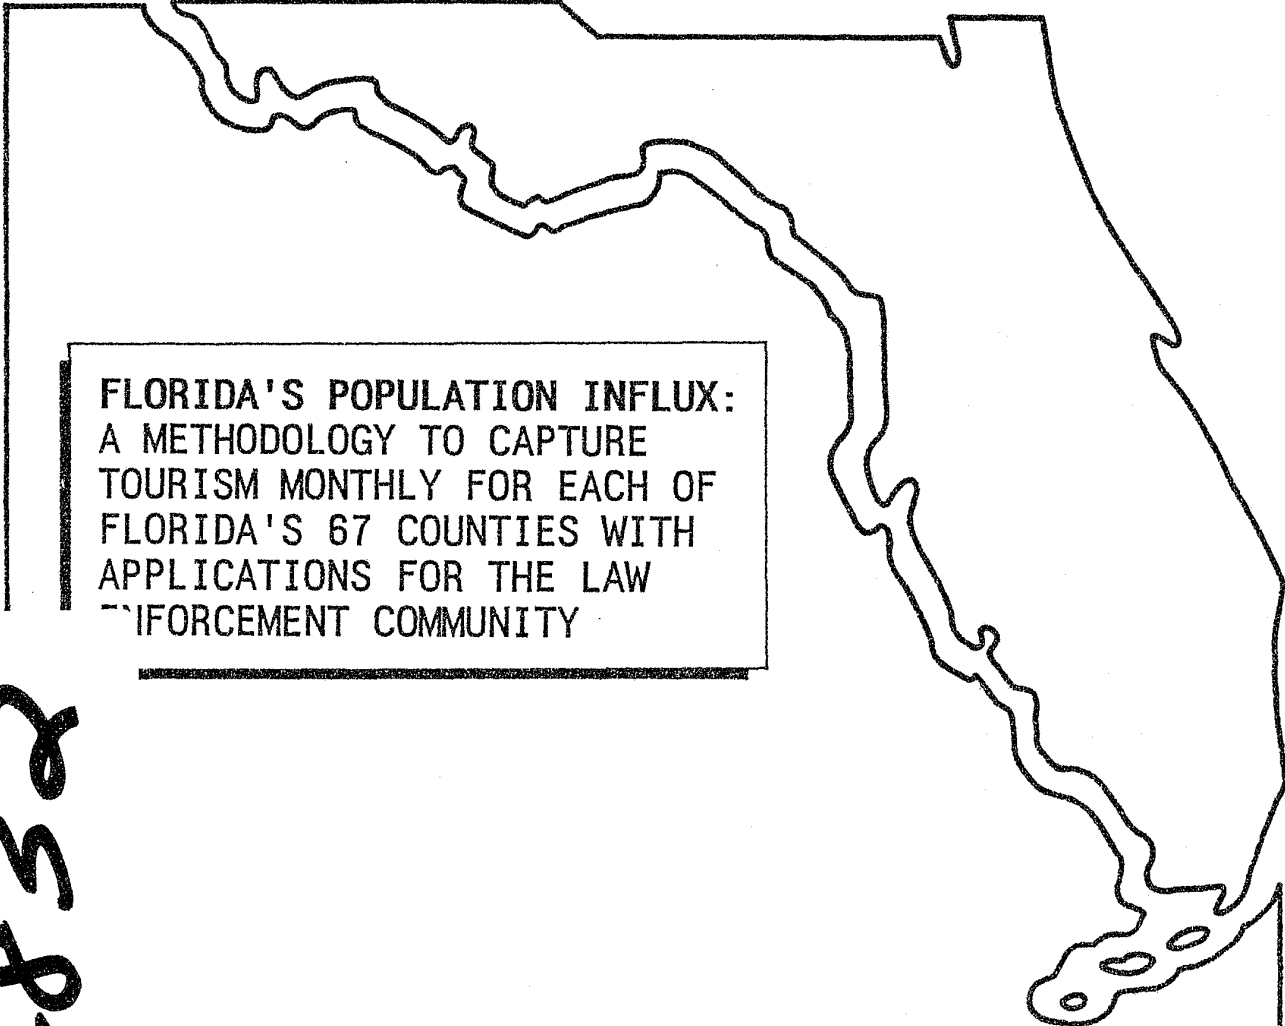 FLORIDA'S POPULATION INFLUX:
A METHODOLOGY TO CAPTURE
TOURISM MONTHLY FOR EACH OF
FLORIDA'S 67 COUNTIES WITH
APPLICATIONS FOR THE LAW
COMMUNITY